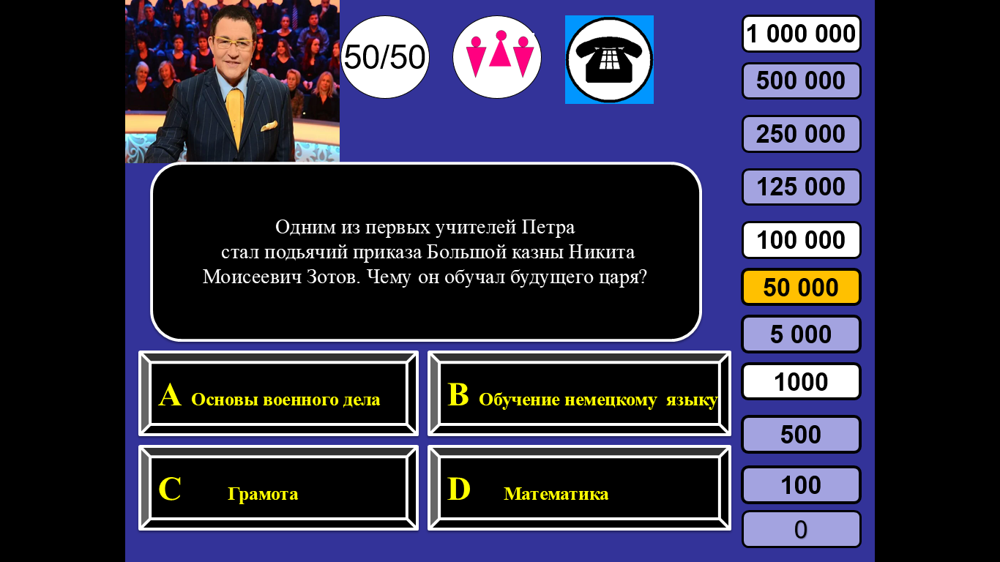 50/50
1 000 000
500 000
250 000
125 000
100 000
50 000
5 000
1000
500
100
0
Одним из первых учителей Петра
стал подьячий приказа Большой казны Никита
Моисеевич Зотов. Чему он обучал будущего царя?
A Основы военного дела
B Обучение немецкому языку
C Грамота
D Математика